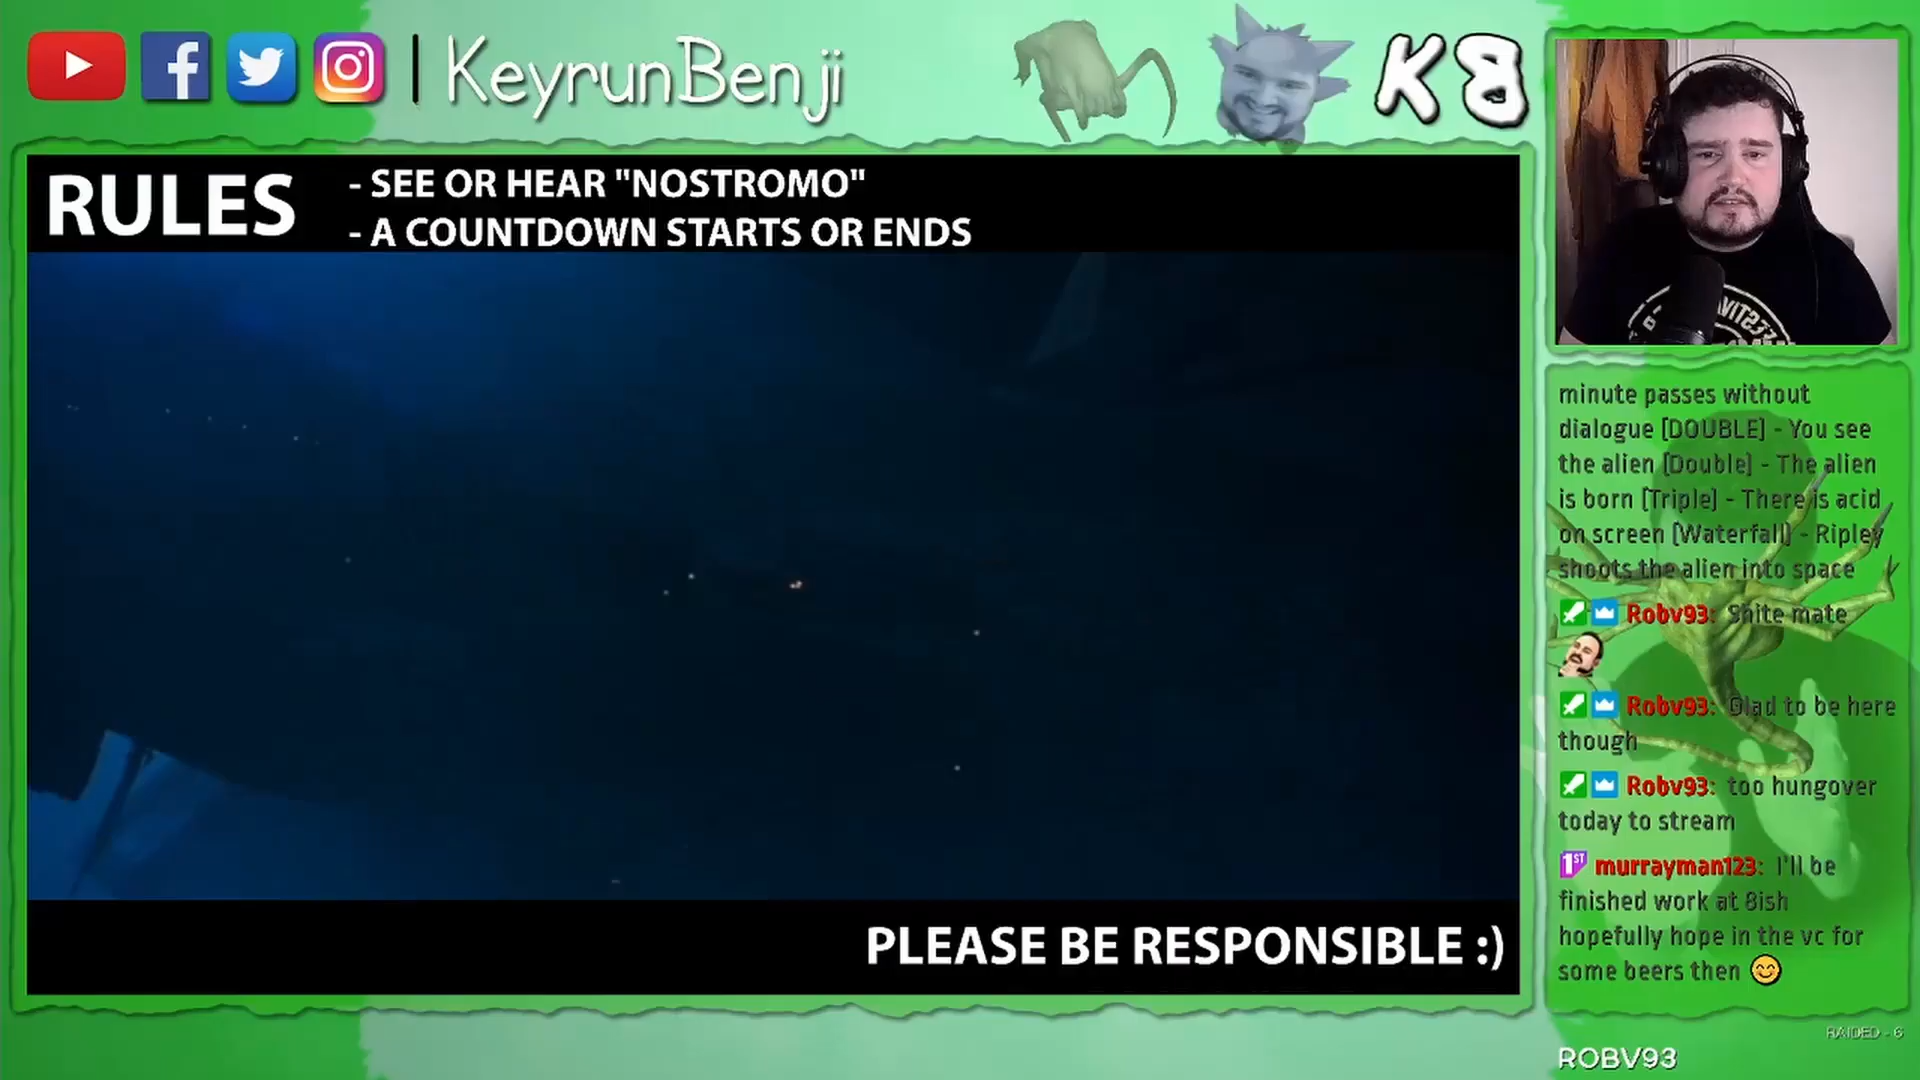 KeyrunBenji
K8
RULES
- SEE OR HEAR "NOSTROMO"
- A COUNTDOWN STARTS OR ENDS
PLEASE BE RESPONSIBLE :)
minute passes without
dialogue [DOUBLE] - You see
the alien [Double] - The alien
is born [Triple] - There is acid
on screen [Waterfall] - Ripley
shoots the alien into space
Robv93: Shite mate
Robv93: Glad to be here
though
Robv93: too hungover
today to stream
1ST murrayman123: I'll be
finished work at 8ish
hopefully hope in the vc for
some beers then 😊
RAIDED - 6
ROBV93